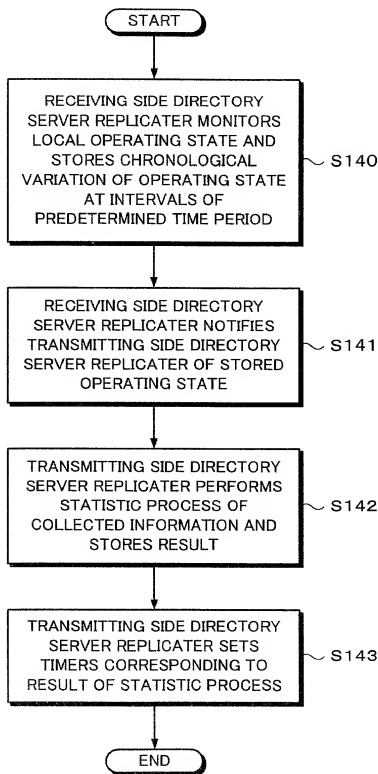 START
RECEIVING SIDE DIRECTORY
SERVER REPLICATER MONITORS
LOCAL OPERATING STATE AND
STORES CHRONOLOGICAL
VARIATION OF OPERATING STATE
AT INTERVALS OF
PREDETERMINED TIME PERIOD
S140
RECEIVING SIDE DIRECTORY
SERVER REPLICATER NOTIFIES
TRANSMITTING SIDE DIRECTORY
SERVER REPLICATER OF STORED
OPERATING STATE
S141
TRANSMITTING SIDE DIRECTORY
SERVER REPLICATER PERFORMS
STATISTIC PROCESS OF
COLLECTED INFORMATION AND
STORES RESULT
S142
TRANSMITTING SIDE DIRECTORY
SERVER REPLICATER SETS
TIMERS CORRESPONDING TO
RESULT OF STATISTIC PROCESS
S143
END